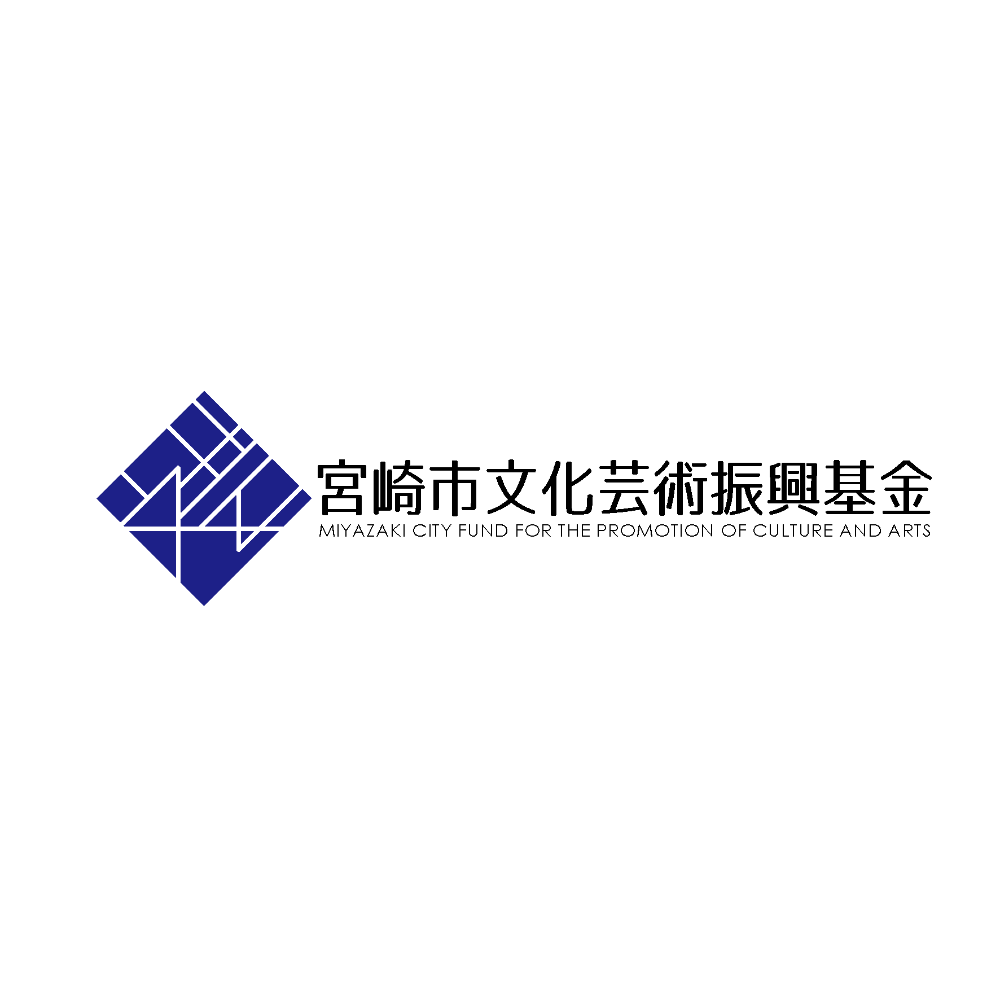 宮崎市文化芸術振興基金
MIYAZAKI CITY FUND FOR THE PROMOTION OF CULTURE AND ARTS